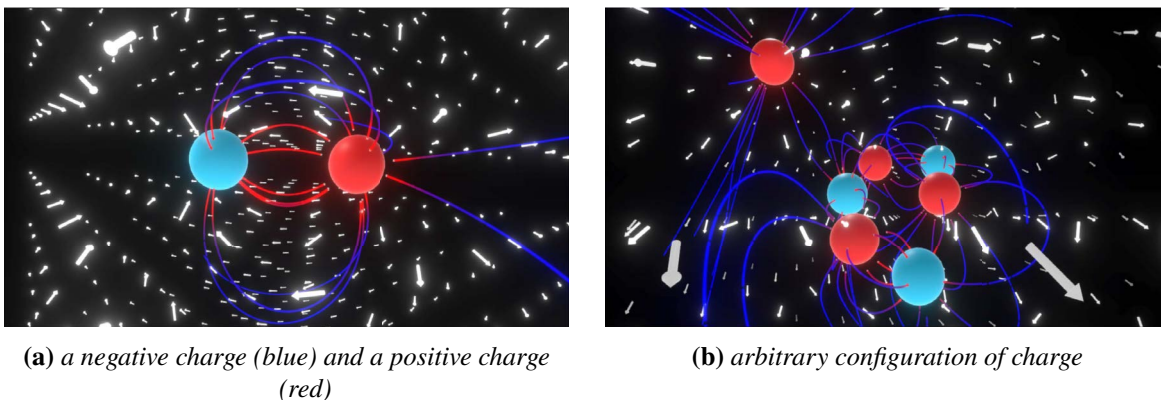 (a) a negative charge (blue) and a positive charge
(red)
(b) arbitrary configuration of charge